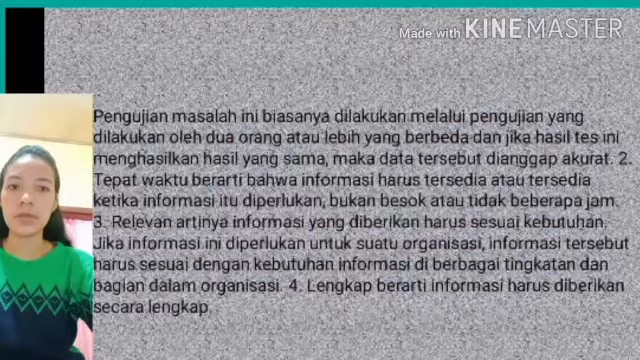 Made with KINEMASTER
Pengujian masalah ini biasanya dilakukan melalui pengujian yang
dilakukan oleh dua orang atau lebih yang berbeda dan jika hasil tes ini
menghasilkan hasil yang sama, maka data tersebut dianggap akurat. 2.
Tepat waktu berarti bahwa informasi harus tersedia atau tersedia
ketika informasi itu diperlukan, bukan besok atau tidak beberapa jam.
3. Relevan artinya informasi yang diberikan harus sesuai kebutuhan.
Jika informasi ini diperlukan untuk suatu organisasi, informasi tersebut
harus sesuai dengan kebutuhan informasi di berbagai tingkatan dan
bagian dalam organisasi. 4. Lengkap berarti informasi harus diberikan
secara lengkap.